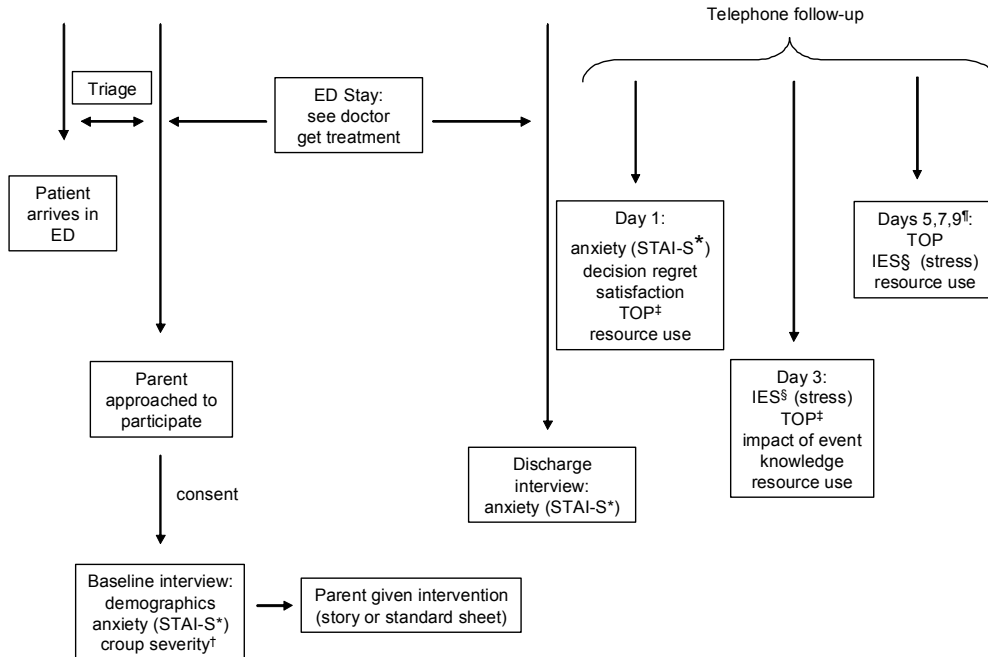 Telephone follow-up
Triage
ED Stay:
see doctor
get treatment
Patient
arrives in
ED
Day 1:
anxiety (STAI-S*)
decision regret
satisfaction
TOP‡
resource use
Days 5,7,9¶:
TOP
IES§ (stress)
resource use
Parent
approached to
participate
Day 3:
IES§ (stress)
TOP‡
impact of event
knowledge
resource use
Discharge
interview:
anxiety (STAI-S*)
consent
Baseline interview:
demographics
anxiety (STAI-S*)
croup severity†
Parent given intervention
(story or standard sheet)